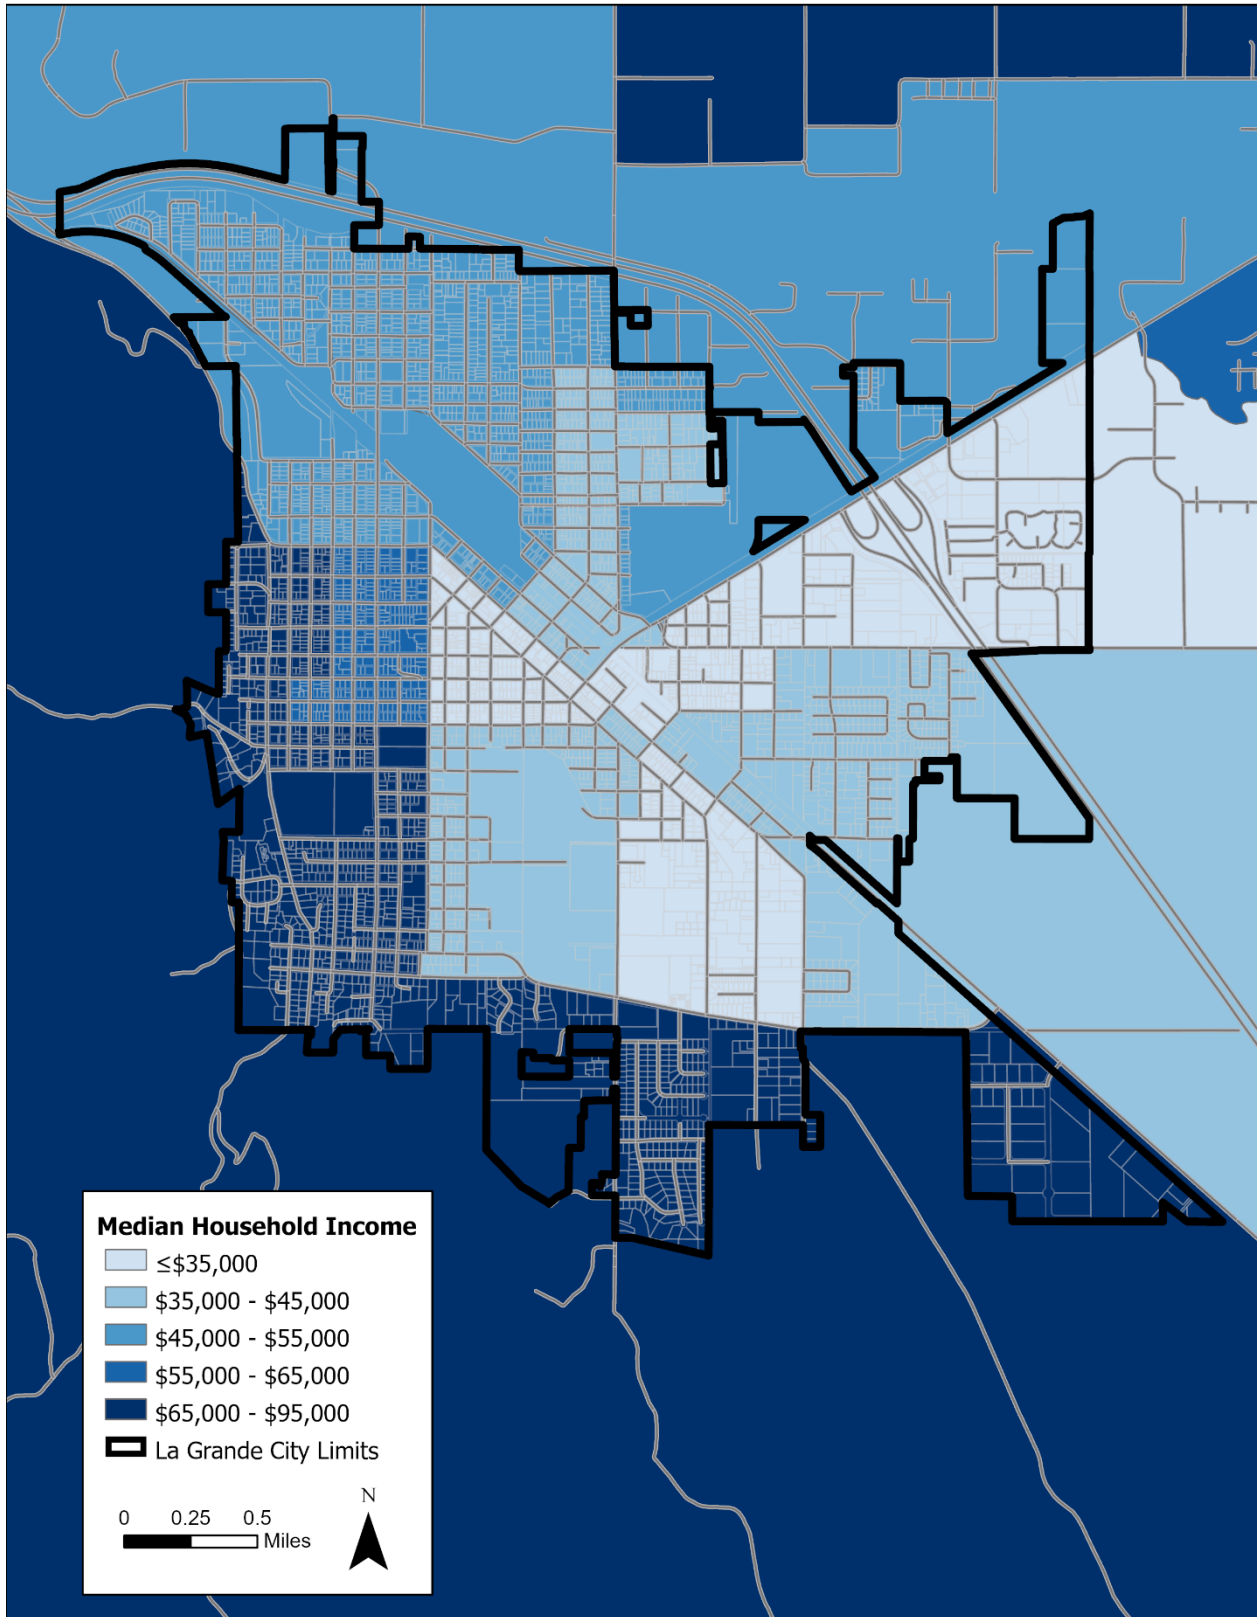 Median Household Income
≤$35,000
$35,000 - $45,000
$45,000 - $55,000
$55,000 - $65,000
$65,000 - $95,000
La Grande City Limits
N
0 0.25 0.5
Miles